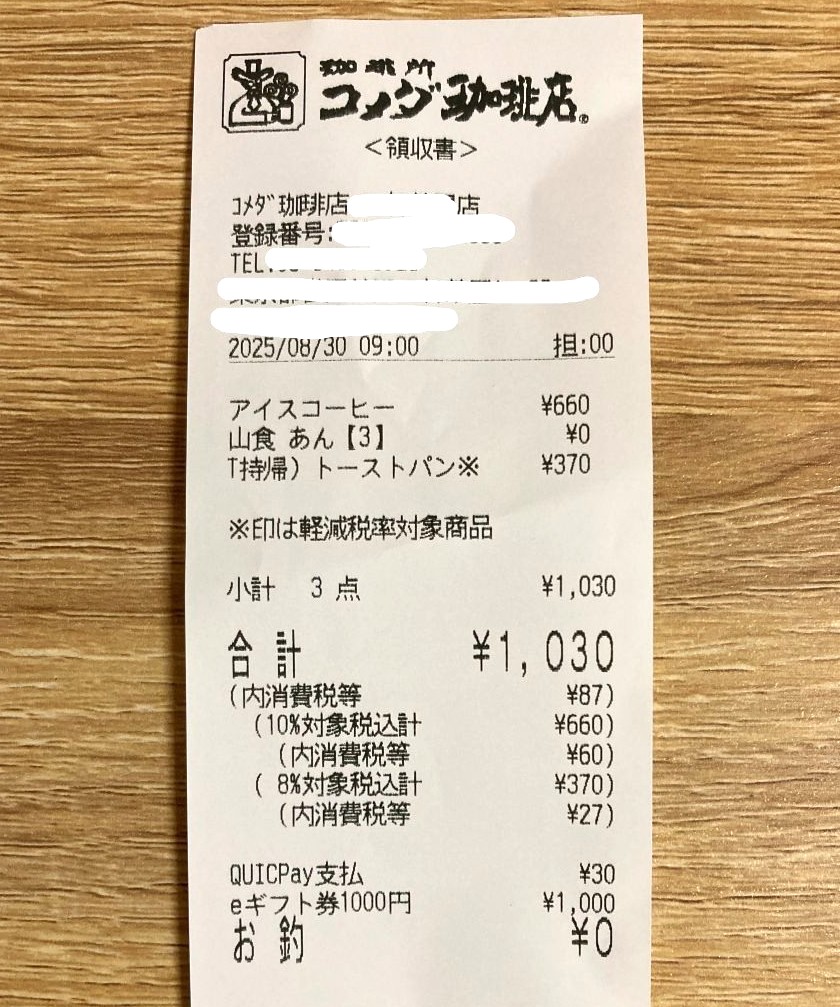 珈琲所
コメダ珈琲店®
＜領収書＞
コメダ珈琲店 店
登録番号:
TEL
2025/08/30 09:00 担:00
アイスコーヒー ¥660
山食 あん【3】 ¥0
T持帰）トーストパン※ ¥370
※印は軽減税率対象商品
小計 3 点 ¥1,030
合計 ¥1,030
(内消費税等 ¥87)
(10%対象税込計 ¥660)
(内消費税等 ¥60)
( 8%対象税込計 ¥370)
(内消費税等 ¥27)
QUICPay支払 ¥30
eギフト券1000円 ¥1,000
お釣 ¥0